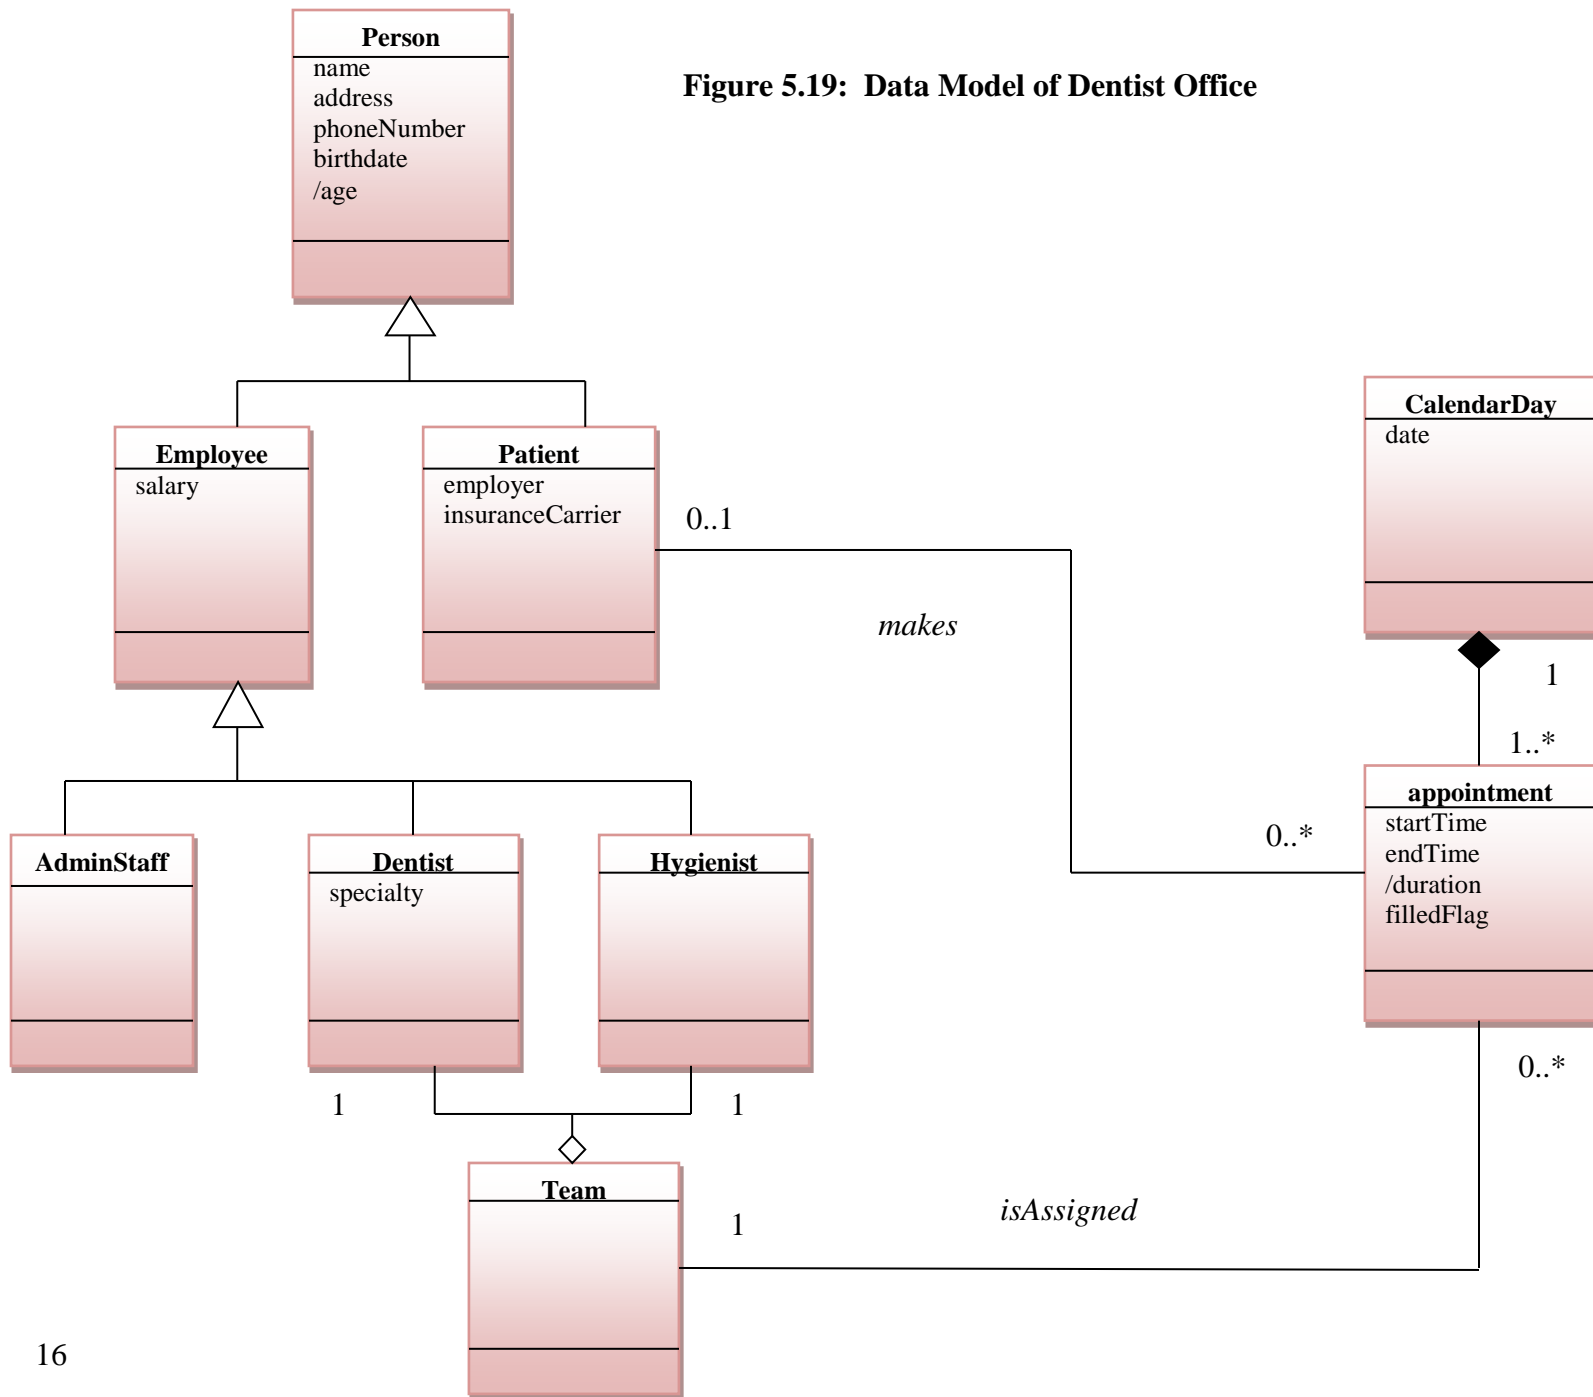 Person
name
address
phoneNumber
birthdate
/age
Figure 5.19:  Data Model of Dentist Office
Employee
salary
Patient
employer
insuranceCarrier
0..1
makes
CalendarDay
date
1
1..*
appointment
startTime
endTime
/duration
filledFlag
0..*
0..*
AdminStaff
Dentist
specialty
Hygienist
1
1
Team
1
isAssigned
16